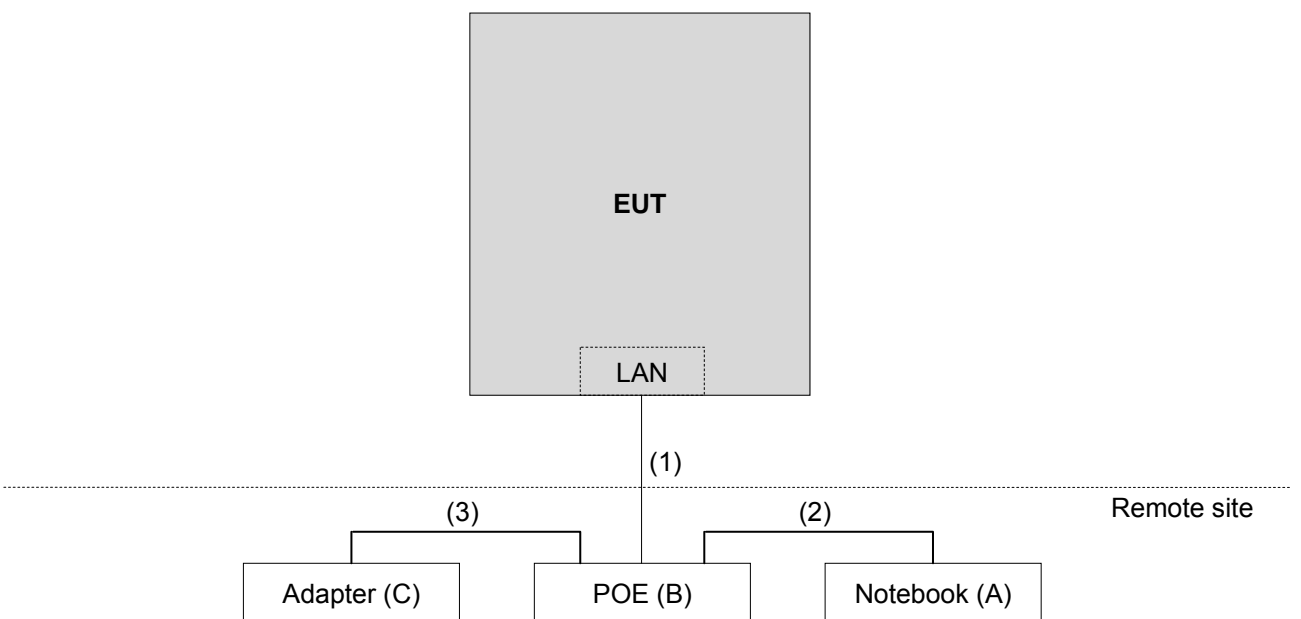 EUT
LAN
(1)
Remote site
(3)
(2)
Adapter (C)
POE (B)
Notebook (A)